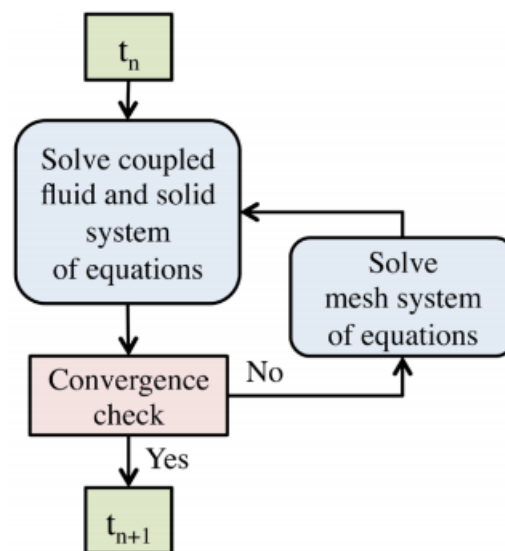 tn
Solve coupled
fluid and solid
system
of equations
Solve
mesh system
of equations
Convergence
check
No
Yes
tn+1